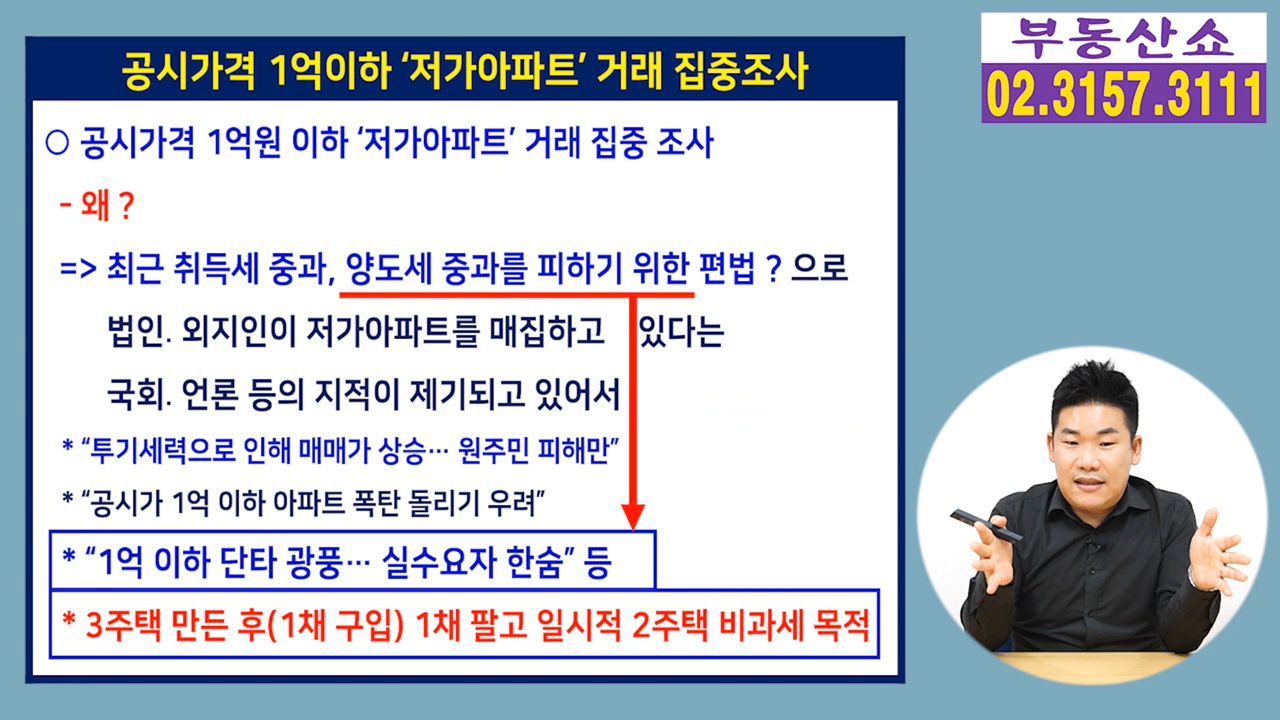 공시가격 1억이하 ‘저가아파트’ 거래 집중조사
부동산쇼
02.3157.3111
○ 공시가격 1억원 이하 ‘저가아파트’ 거래 집중 조사
- 왜 ?
=> 최근 취득세 중과, 양도세 중과를 피하기 위한 편법 ? 으로
법인. 외지인이 저가아파트를 매집하고 있다는
국회. 언론 등의 지적이 제기되고 있어서
* “투기세력으로 인해 매매가 상승… 원주민 피해만”
* “공시가 1억 이하 아파트 폭탄 돌리기 우려”
* “1억 이하 단타 광풍… 실수요자 한숨” 등
* 3주택 만든 후(1채 구입) 1채 팔고 일시적 2주택 비과세 목적